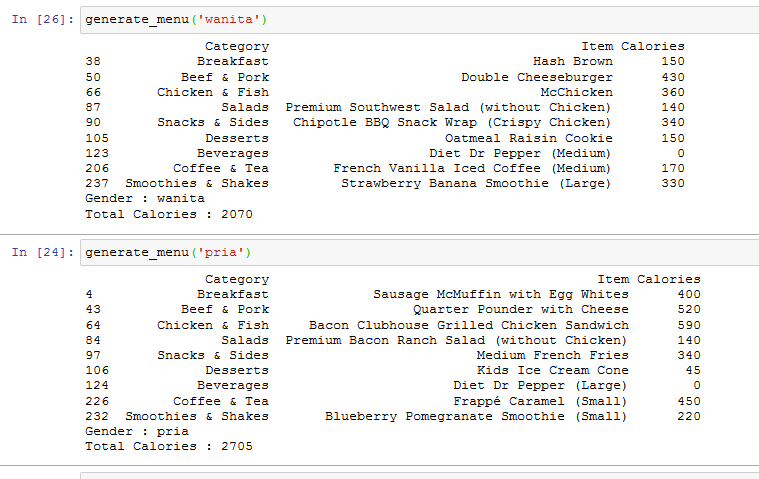 In [26]: generate_menu('wanita')
Category Item Calories
38 Breakfast Hash Brown 150
50 Beef & Pork Double Cheeseburger 430
66 Chicken & Fish McChicken 360
87 Salads Premium Southwest Salad (without Chicken) 140
90 Snacks & Sides Chipotle BBQ Snack Wrap (Crispy Chicken) 340
105 Desserts Oatmeal Raisin Cookie 150
123 Beverages Diet Dr Pepper (Medium) 0
206 Coffee & Tea French Vanilla Iced Coffee (Medium) 170
237 Smoothies & Shakes Strawberry Banana Smoothie (Large) 330
Gender : wanita
Total Calories : 2070
In [24]: generate_menu('pria')
Category Item Calories
4 Breakfast Sausage McMuffin with Egg Whites 400
43 Beef & Pork Quarter Pounder with Cheese 520
64 Chicken & Fish Bacon Clubhouse Grilled Chicken Sandwich 590
84 Salads Premium Bacon Ranch Salad (without Chicken) 140
97 Snacks & Sides Medium French Fries 340
106 Desserts Kids Ice Cream Cone 45
124 Beverages Diet Dr Pepper (Large) 0
226 Coffee & Tea Frappé Caramel (Small) 450
232 Smoothies & Shakes Blueberry Pomegranate Smoothie (Small) 220
Gender : pria
Total Calories : 2705